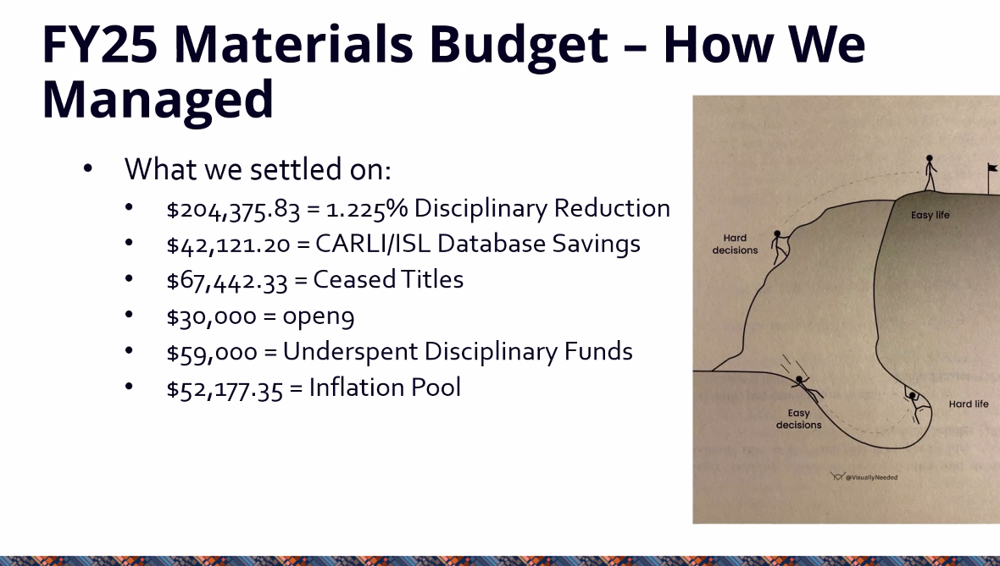 FY25 Materials Budget – How We
Managed
• What we settled on:
• $204,375.83 = 1.225% Disciplinary Reduction
• $42,121.20 = CARLI/ISL Database Savings
• $67,442.33 = Ceased Titles
• $30,000 = open9
• $59,000 = Underspent Disciplinary Funds
• $52,177.35 = Inflation Pool
Easy life
Hard
decisions
Hard life
Easy
decisions
@VisuallyNeeded